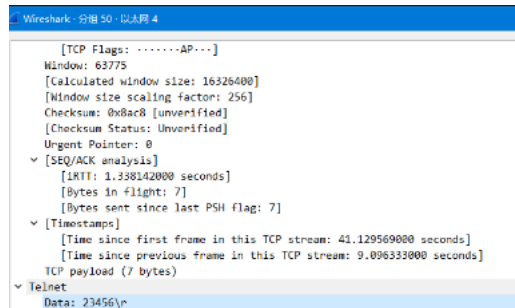 Wireshark · 分组 50 · 以太网 4
[TCP Flags: ·······AP···]
Window: 63775
[Calculated window size: 16326400]
[Window size scaling factor: 256]
Checksum: 0x8ac8 [unverified]
[Checksum Status: Unverified]
Urgent Pointer: 0
[SEQ/ACK analysis]
[iRTT: 1.338142000 seconds]
[Bytes in flight: 7]
[Bytes sent since last PSH flag: 7]
[Timestamps]
[Time since first frame in this TCP stream: 41.129569000 seconds]
[Time since previous frame in this TCP stream: 9.096333000 seconds]
TCP payload (7 bytes)
Telnet
Data: 23456\r